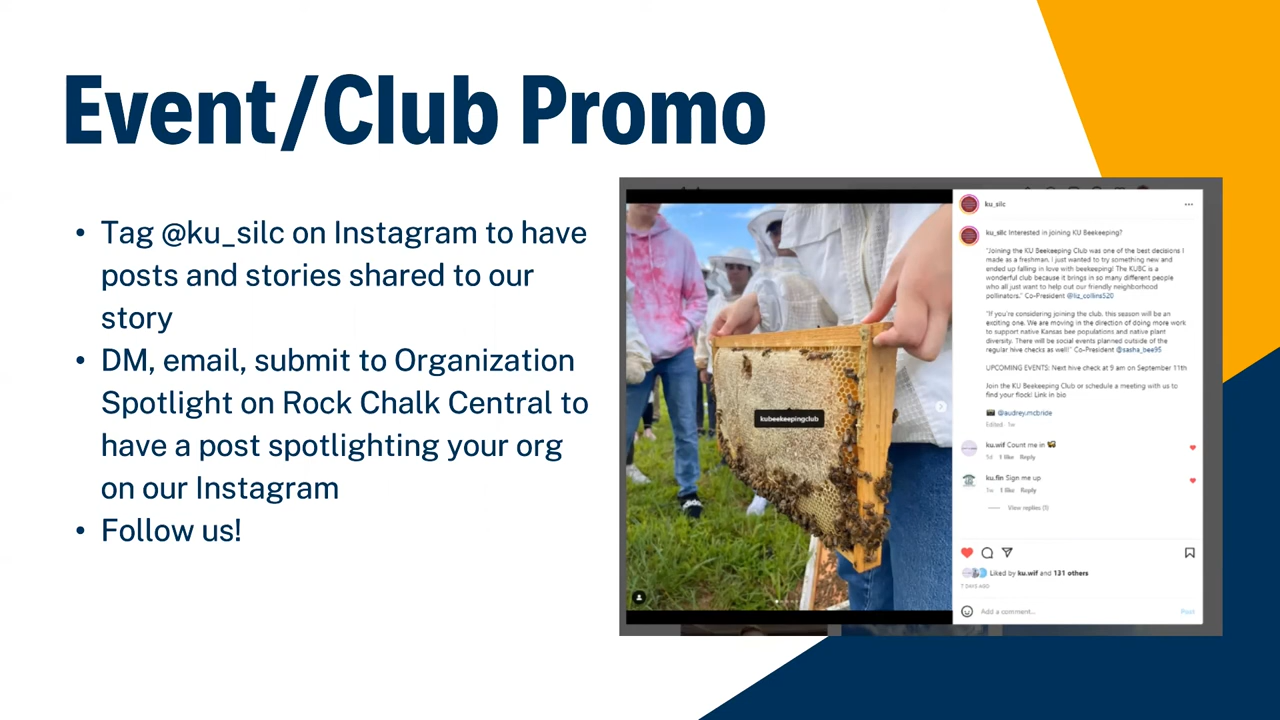 Event/Club Promo
• Tag @ku_silc on Instagram to have
posts and stories shared to our
story
• DM, email, submit to Organization
Spotlight on Rock Chalk Central to
have a post spotlighting your org
on our Instagram
• Follow us!
kubeekeepingclub
ku_silc
ku_silc Interested in joining KU Beekeeping?
"Joining the KU Beekeeping Club was one of the best decisions I
made as a freshman. I just wanted to try something new and
ended up falling in love with beekeeping! The KUBC is a
wonderful club because it brings in so many different people
who all just want to help out our friendly neighborhood
pollinators." Co-President @liz_collins520
"If you're considering joining the club, this season will be an
exciting one. We are moving in the direction of doing more work
to support native Kansas bee populations and native plant
diversity. There will be social events planned outside of the
regular hive checks as well!" Co-President @sasha_bee95
UPCOMING EVENTS: Next hive check at 9 am on September 11th
Join the KU Beekeeping Club or schedule a meeting with us to
find your flock! Link in bio
@audrey.mcbride
Edited · 1w
ku.wif Count me in
5d 1 like Reply
ku.fin Sign me up
1w 1 like Reply
View replies (1)
Liked by ku.wif and 131 others
7 DAYS AGO
Add a comment...
Post